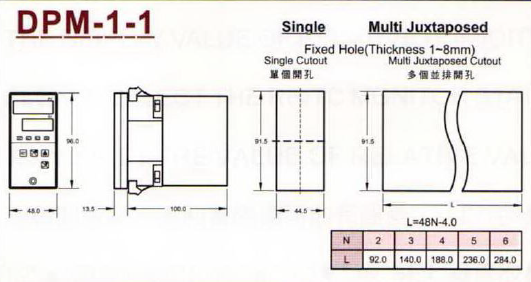 DPM-1-1
Single
Multi Juxtaposed
Fixed Hole(Thickness 1~8mm)
Single Cutout
Multi Juxtaposed Cutout
單個開孔
多個並排開孔
96.0
48.0
13.5
100.0
91.5
44.5
91.5
L
L=48N-4.0
N 2 3 4 5 6
L 92.0 140.0 188.0 236.0 284.0